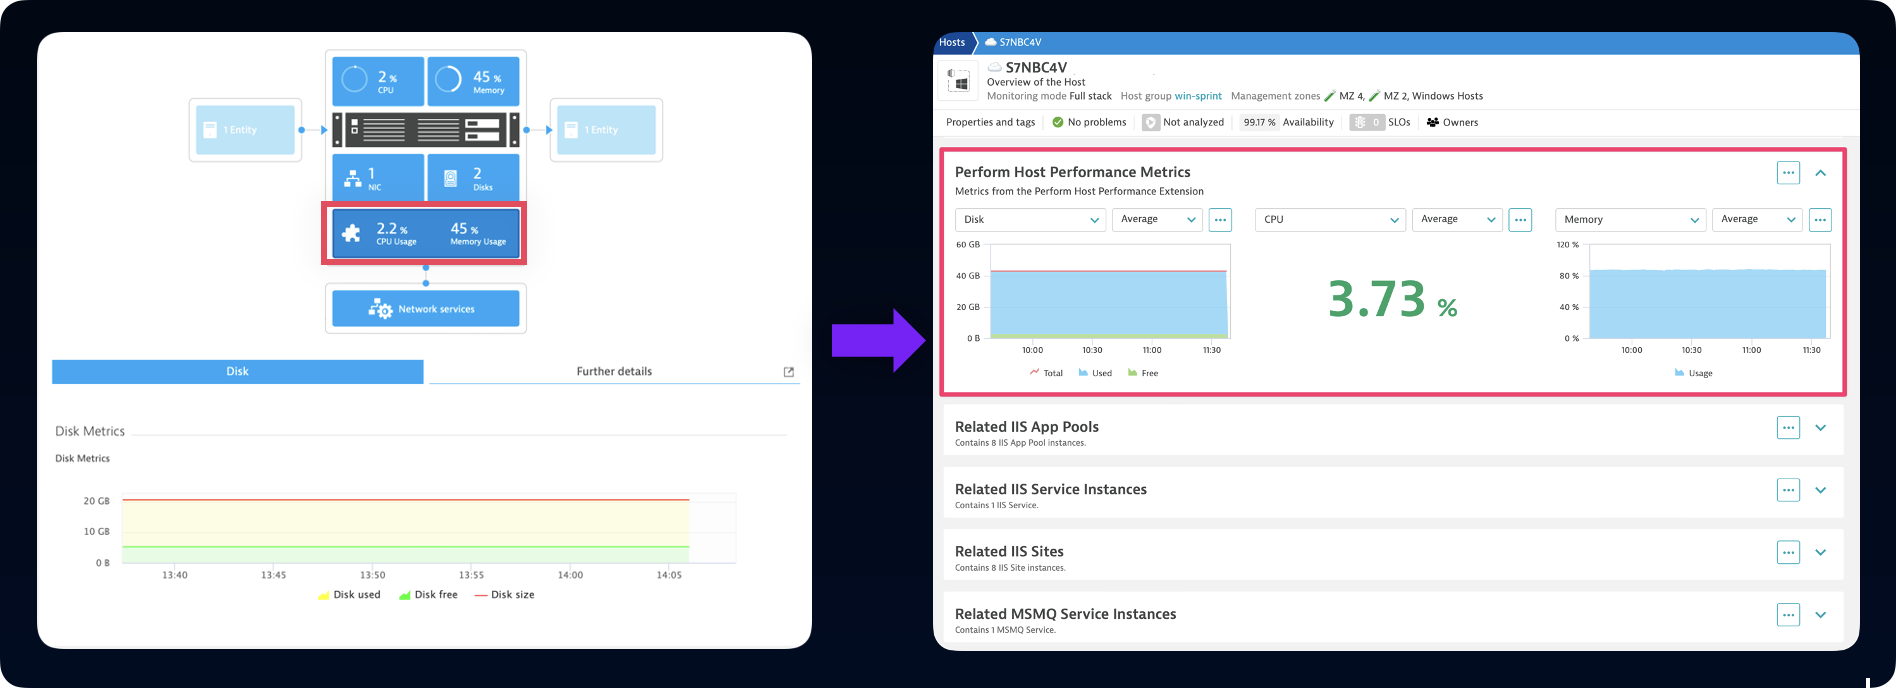 2 %
CPU
45 %
Memory
1 Entity
1 Entity
1
NIC
2
Disks
2.2 %
CPU Usage
45 %
Memory Usage
Network services
Disk
Further details
Disk Metrics
Disk Metrics
20 GB
10 GB
0 B
13:40 13:45 13:50 13:55 14:00 14:05
Disk used Disk free Disk size
Hosts S7NBC4V
S7NBC4V
Overview of the Host
Monitoring mode Full stack Host group win-sprint Management zones MZ 4, MZ 2, Windows Hosts
Properties and tags No problems Not analyzed 99.17 % Availability 0 SLOs Owners
Perform Host Performance Metrics
Metrics from the Perform Host Performance Extension
Disk Average ... CPU Average ... Memory Average ...
60 GB
40 GB
20 GB
0 B
10:00 10:30 11:00 11:30
Total Used Free
3.73 %
120 %
80 %
40 %
0 %
10:00 10:30 11:00 11:30
Usage
Related IIS App Pools
Contains 8 IIS App Pool instances.
Related IIS Service Instances
Contains 1 IIS Service.
Related IIS Sites
Contains 8 IIS Site instances.
Related MSMQ Service Instances
Contains 1 MSMQ Service.